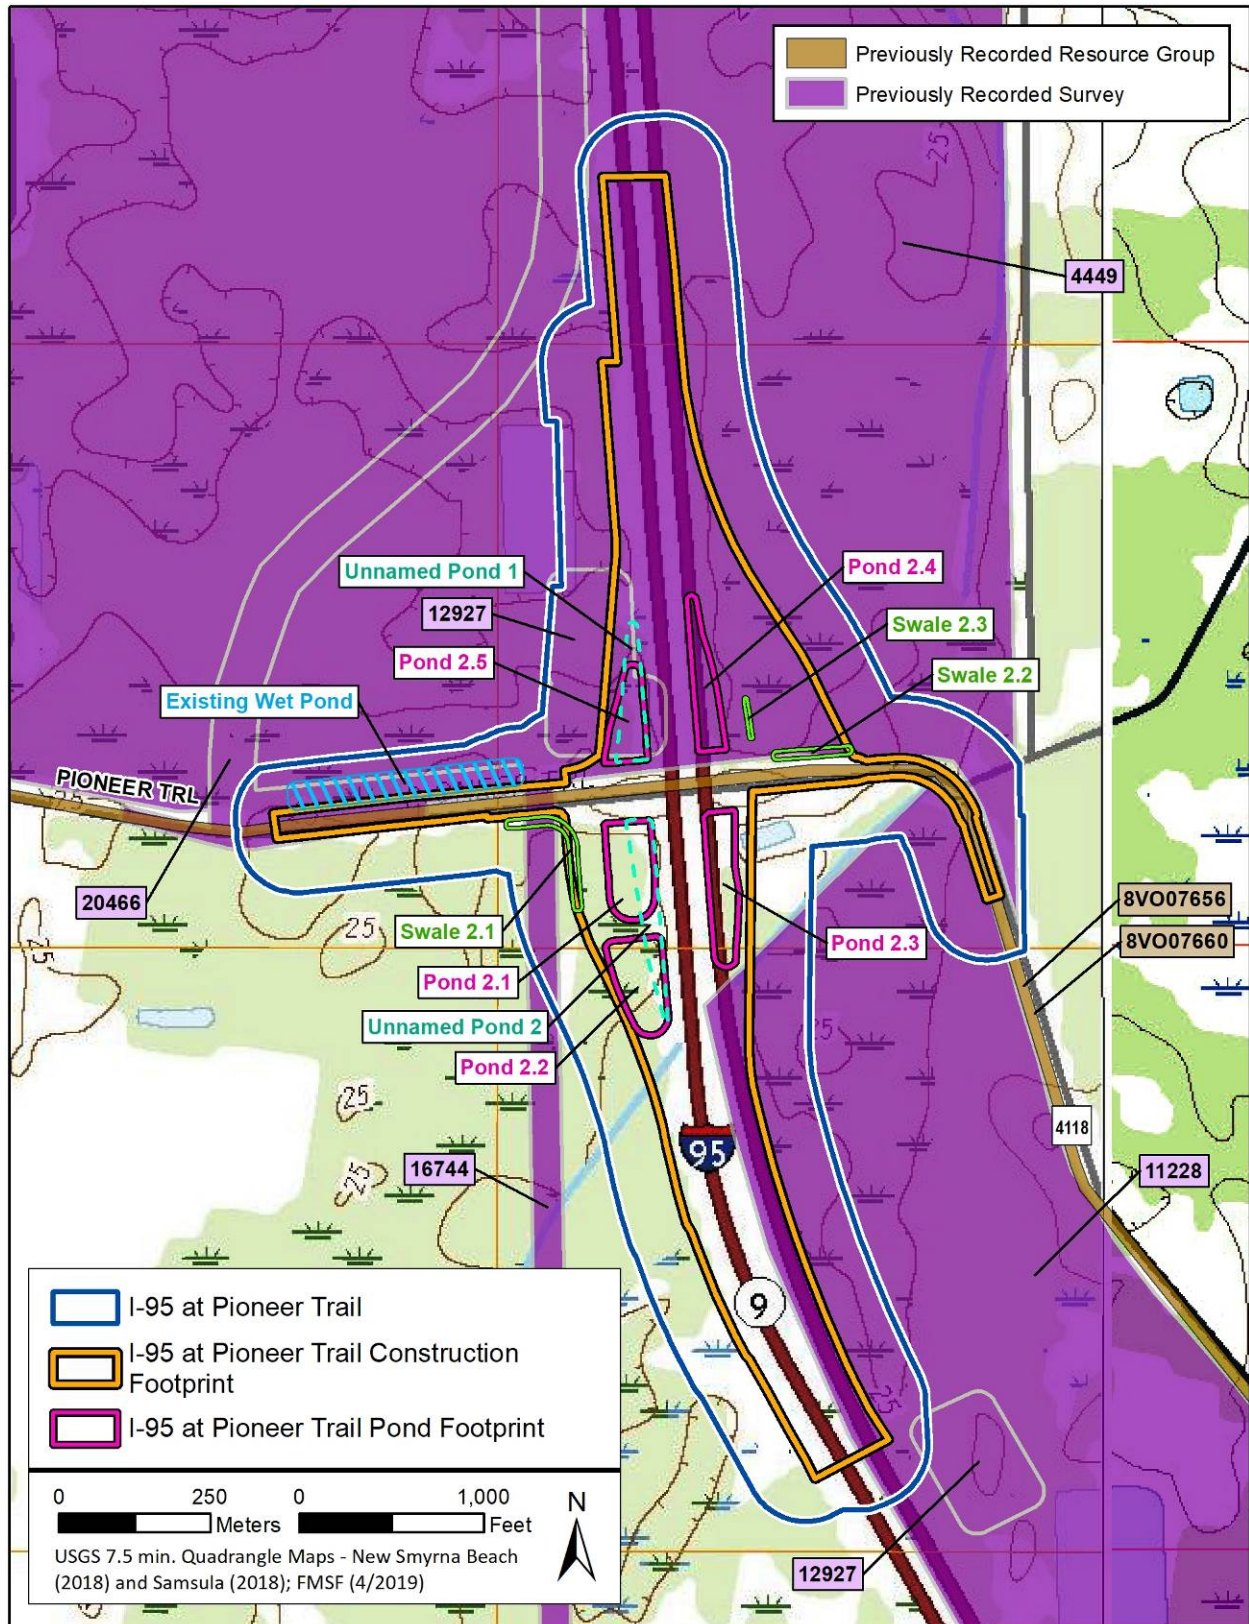 Previously Recorded Resource Group
Previously Recorded Survey
25
4449
Unnamed Pond 1
Pond 2.4
12927
Swale 2.3
Pond 2.5
Swale 2.2
Existing Wet Pond
PIONEER TRL
20466
25
25
Swale 2.1
8VO07656
Pond 2.3
8VO07660
Pond 2.1
Unnamed Pond 2
25
Pond 2.2
25
4118
95
16744
25
11228
9
I-95 at Pioneer Trail
I-95 at Pioneer Trail Construction
Footprint
25
I-95 at Pioneer Trail Pond Footprint
0 250 Meters
0 1,000 Feet
N
USGS 7.5 min. Quadrangle Maps - New Smyrna Beach
(2018) and Samsula (2018); FMSF (4/2019)
12927